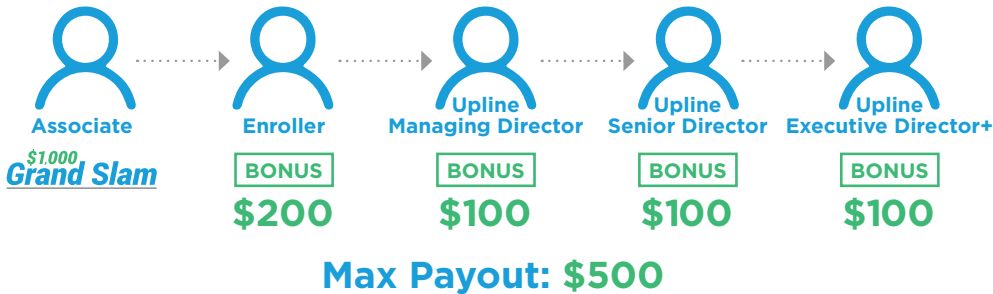 Associate
$1,000
Grand Slam
Enroller
BONUS
$200
Upline
Managing Director
BONUS
$100
Upline
Senior Director
BONUS
$100
Upline
Executive Director+
BONUS
$100
Max Payout: $500